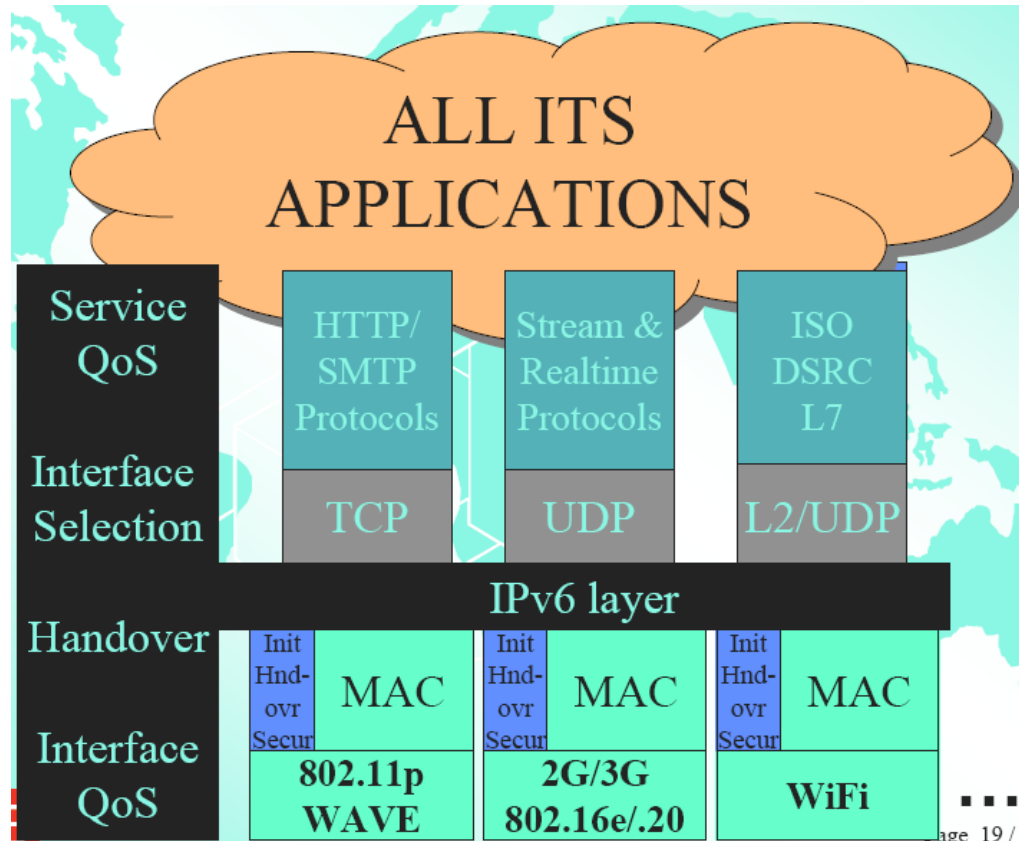 ALL ITS
APPLICATIONS
Service
QoS
Interface
Selection
Handover
Interface
QoS
HTTP/
SMTP
Protocols
Stream &
Realtime
Protocols
ISO
DSRC
L7
TCP
UDP
L2/UDP
IPv6 layer
Init
Hnd-
ovr
Secur
MAC
Init
Hnd-
ovr
Secur
MAC
Init
Hnd-
ovr
Secur
MAC
802.11p
WAVE
2G/3G
802.16e/.20
WiFi
19 /